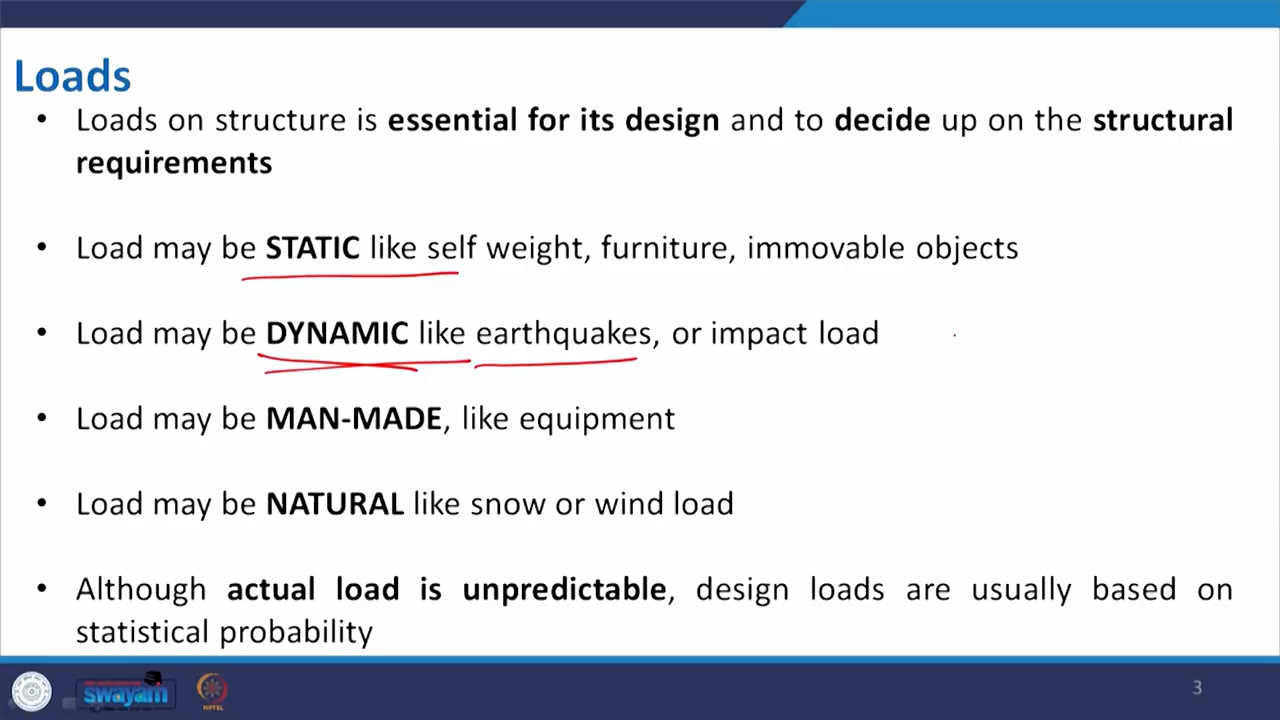 Loads
• Loads on structure is essential for its design and to decide up on the structural
requirements
• Load may be STATIC like self weight, furniture, immovable objects
• Load may be DYNAMIC like earthquakes, or impact load
• Load may be MAN-MADE, like equipment
• Load may be NATURAL like snow or wind load
• Although actual load is unpredictable, design loads are usually based on
statistical probability
swayam
NPTEL
3